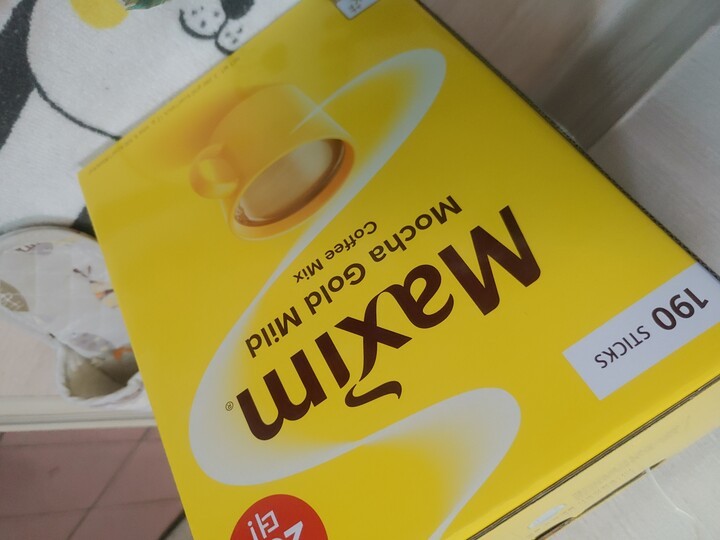 190 STICKS
Maxim®
Mocha Gold Mild
Coffee Mix